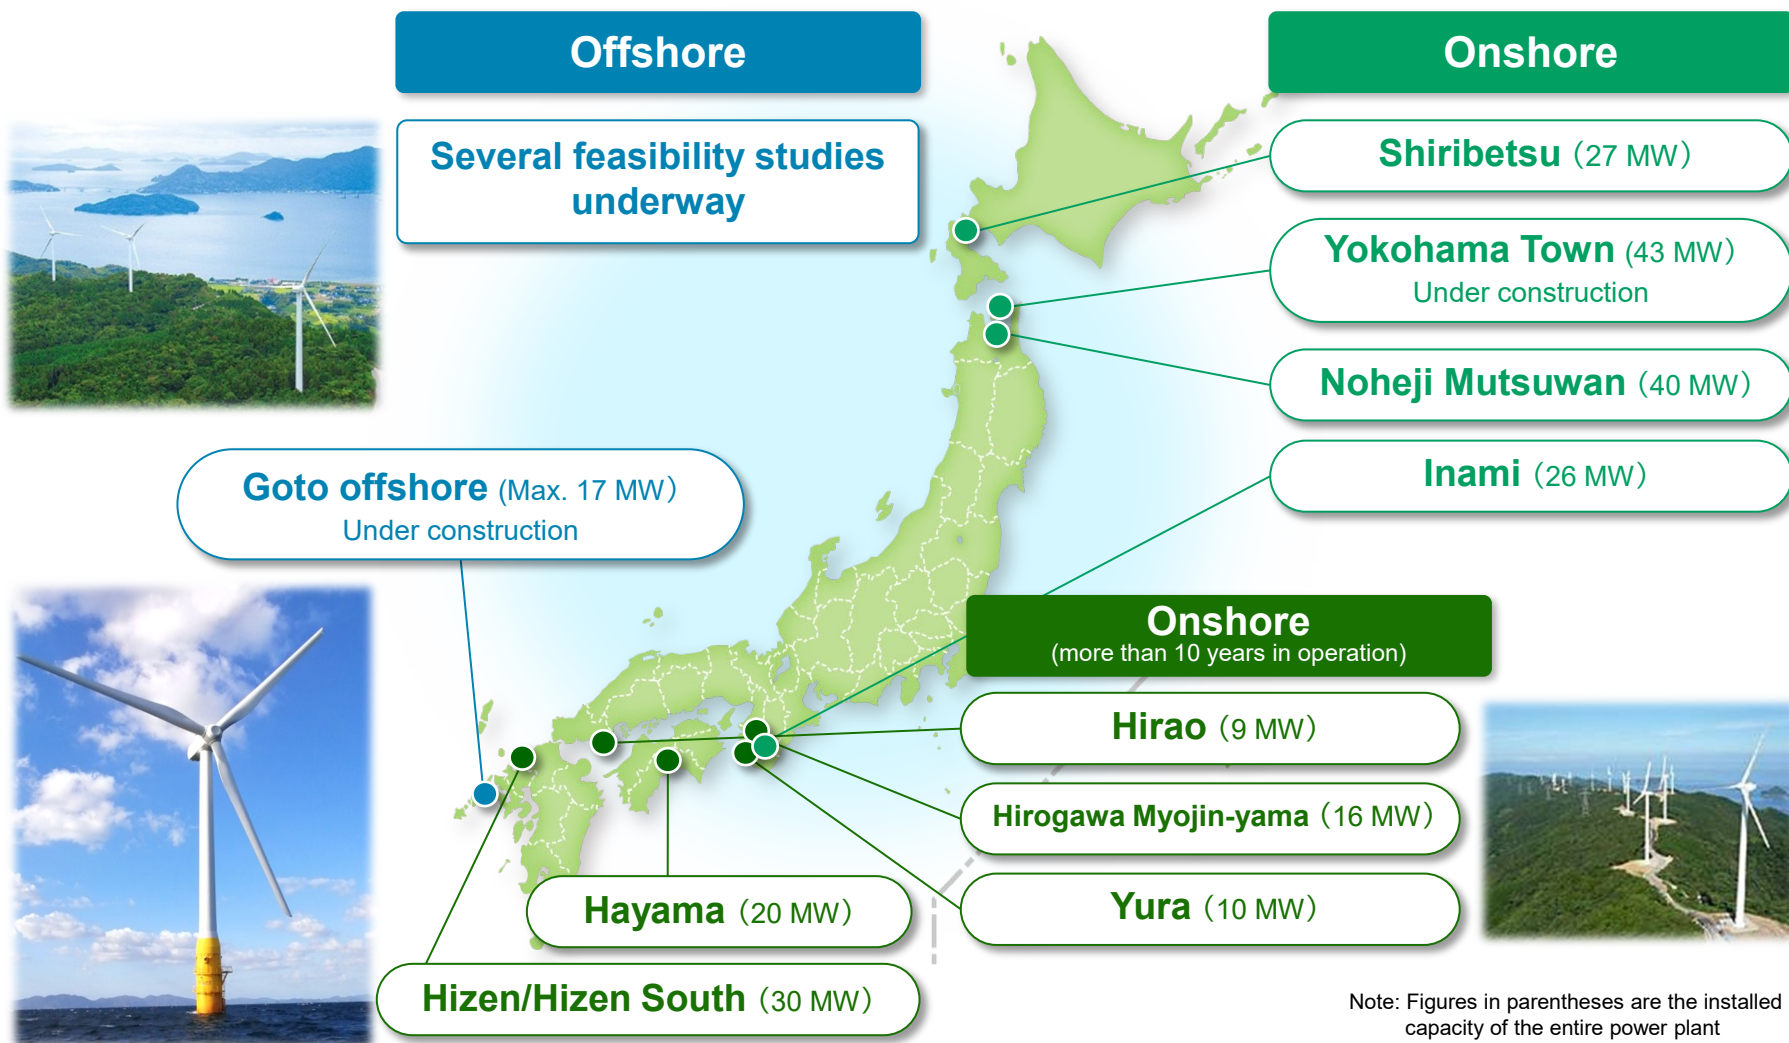 Offshore
Several feasibility studies
underway
Onshore
Shiribetsu (27 MW)
Yokohama Town (43 MW)
Under construction
Noheji Mutsuwan (40 MW)
Inami (26 MW)
Goto offshore (Max. 17 MW)
Under construction
Onshore
(more than 10 years in operation)
Hirao (9 MW)
Hirogawa Myojin-yama (16 MW)
Yura (10 MW)
Hayama (20 MW)
Hizen/Hizen South (30 MW)
Note: Figures in parentheses are the installed
capacity of the entire power plant